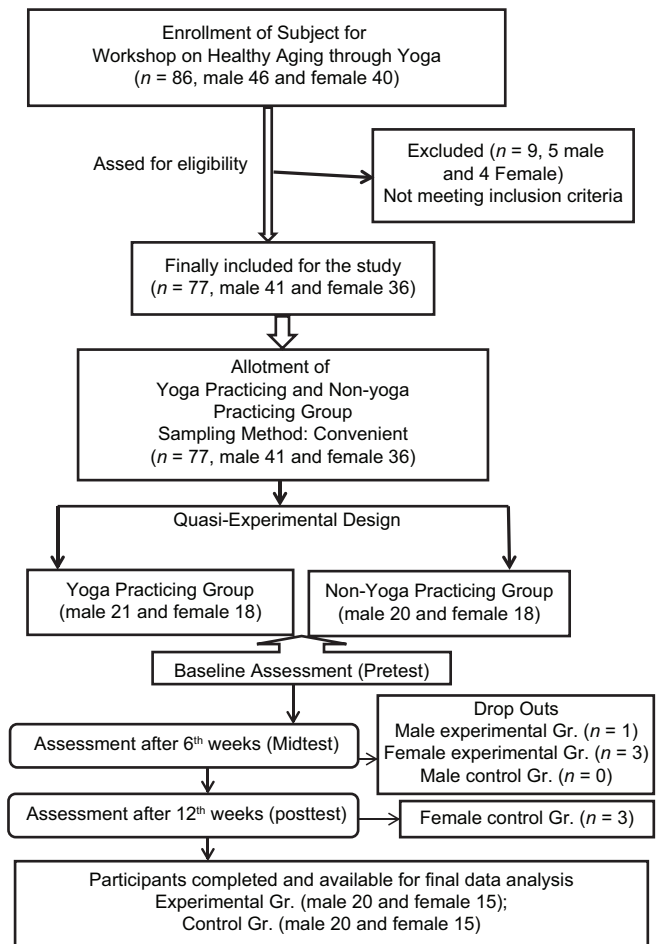 Enrollment of Subject for
Workshop on Healthy Aging through Yoga
(n = 86, male 46 and female 40)
Assed for eligibility
Excluded (n = 9, 5 male
and 4 Female)
Not meeting inclusion criteria
Finally included for the study
(n = 77, male 41 and female 36)
Allotment of
Yoga Practicing and Non-yoga
Practicing Group
Sampling Method: Convenient
(n = 77, male 41 and female 36)
Quasi-Experimental Design
Yoga Practicing Group
(male 21 and female 18)
Non-Yoga Practicing Group
(male 20 and female 18)
Baseline Assessment (Pretest)
Assessment after 6th weeks (Midtest)
Drop Outs
Male experimental Gr. (n = 1)
Female experimental Gr. (n = 3)
Male control Gr. (n = 0)
Assessment after 12th weeks (posttest)
Female control Gr. (n = 3)
Participants completed and available for final data analysis
Experimental Gr. (male 20 and female 15);
Control Gr. (male 20 and female 15)